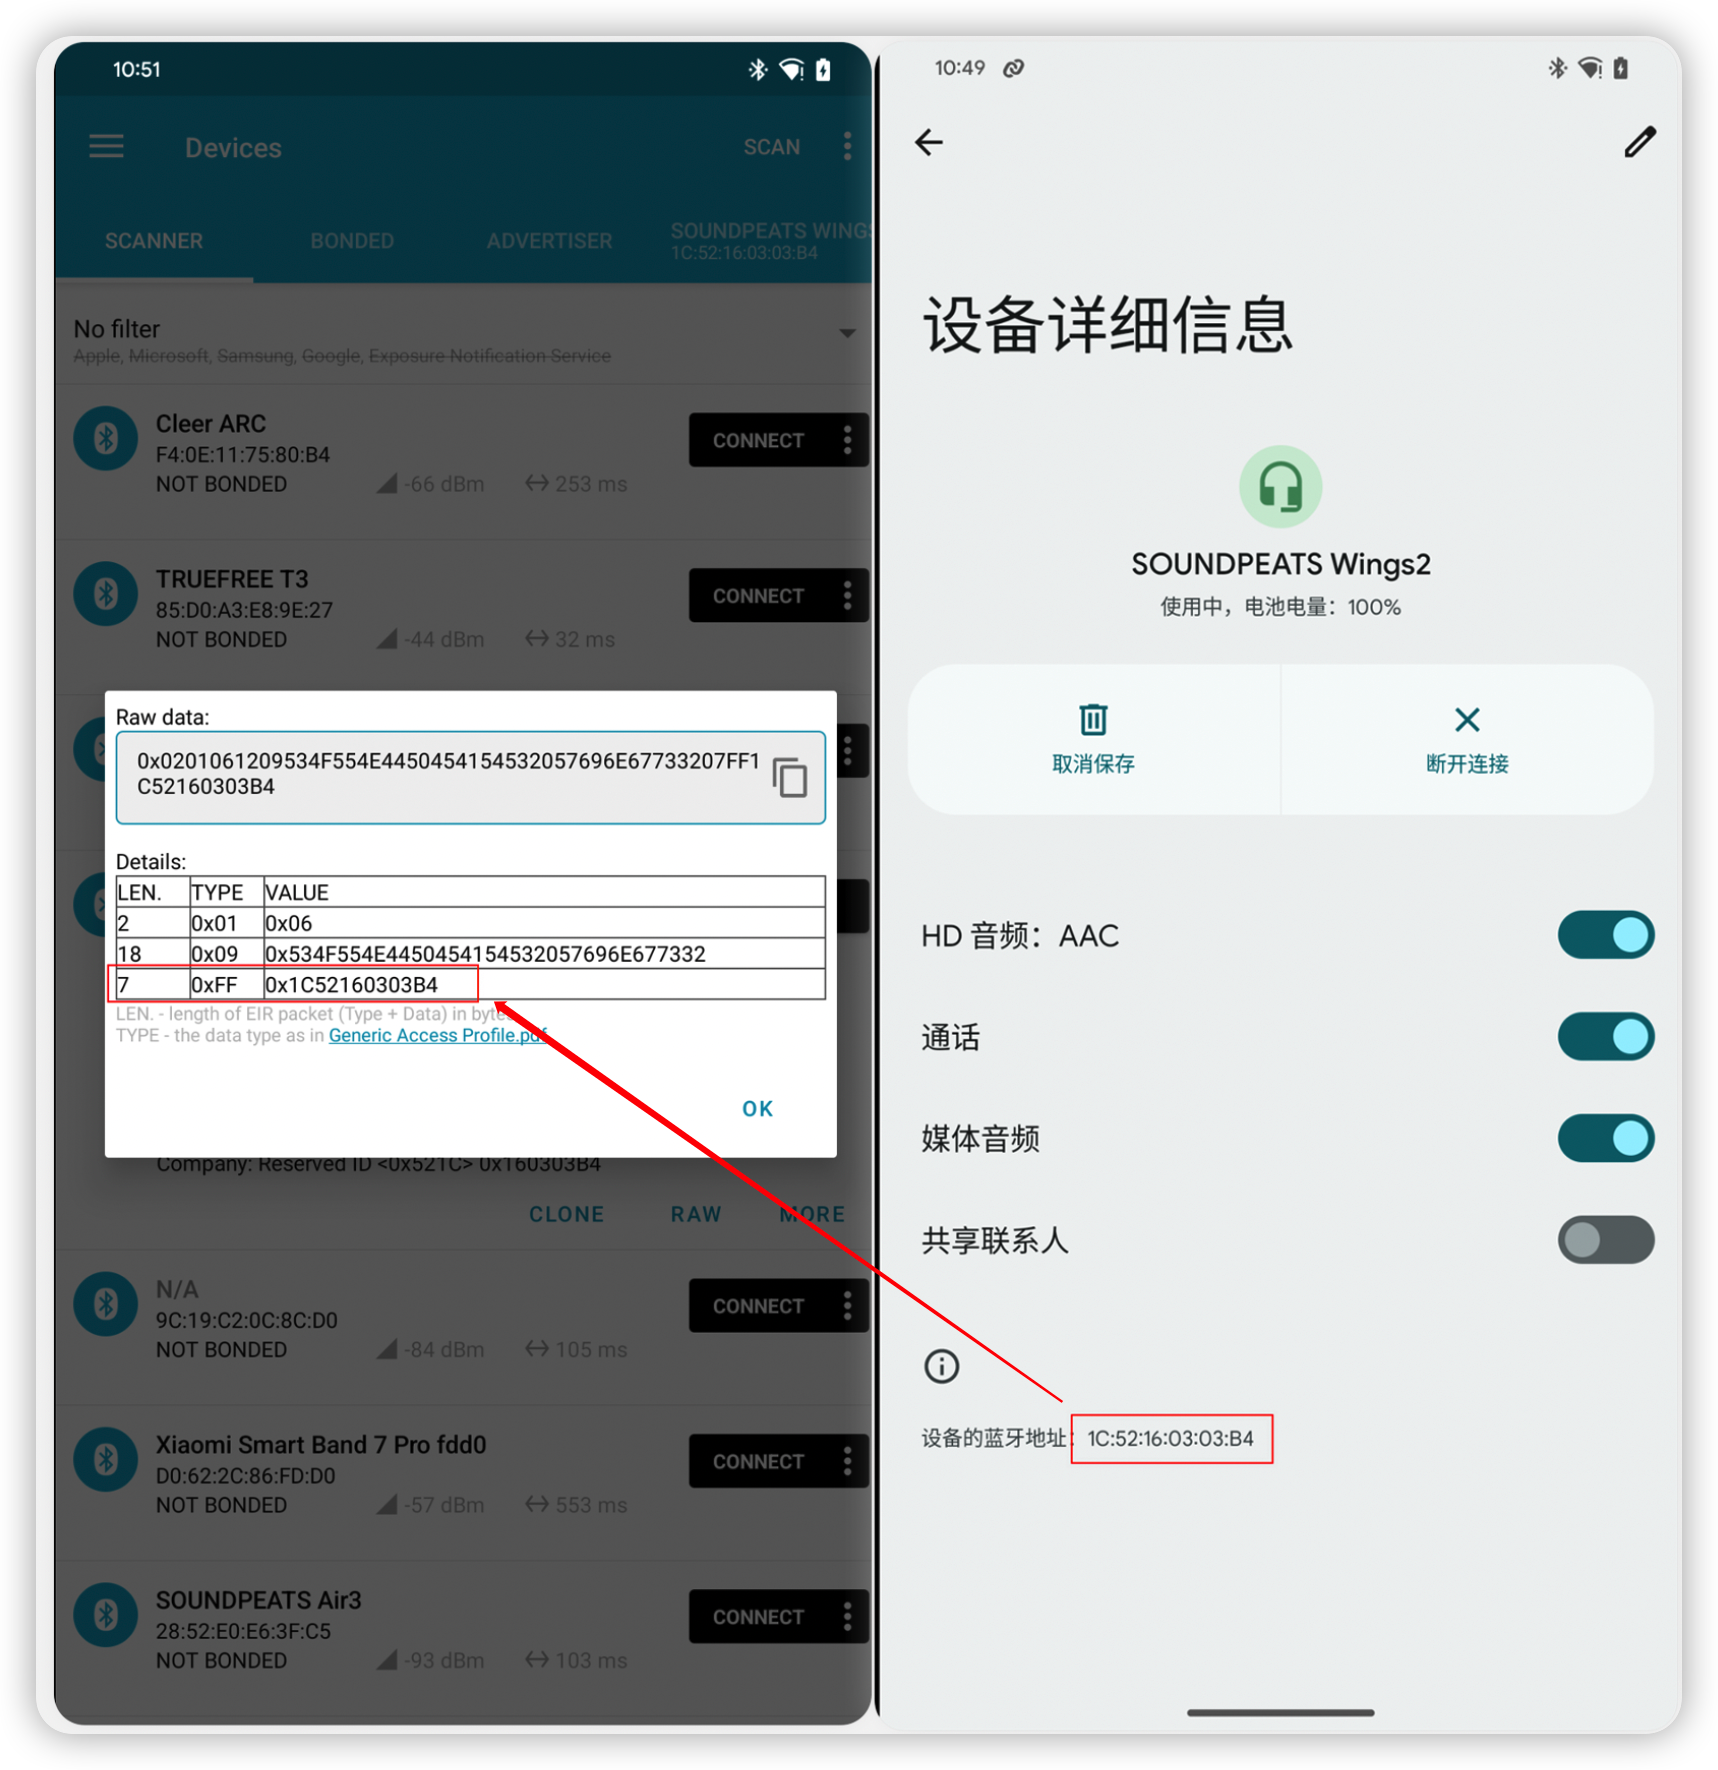 10:51
Devices
SCAN
SCANNER
BONDED
ADVERTISER
SOUNDPEATS WINGS
1C:52:16:03:03:B4
No filter
Apple, Microsoft, Samsung, Google, Exposure Notification Service
Cleer ARC
CONNECT
F4:0E:11:75:80:B4
NOT BONDED
-66 dBm
253 ms
TRUEFREE T3
CONNECT
85:D0:A3:E8:9E:27
NOT BONDED
-44 dBm
32 ms
Raw data:
0x0201061209534F554E4450454154532057696E67733207FF1
C52160303B4
Details:
LEN. TYPE VALUE
2 0x01 0x06
18 0x09 0x534F554E4450454154532057696E677332
7 0xFF 0x1C52160303B4
LEN. - length of EIR packet (Type + Data) in bytes
TYPE - the data type as in Generic Access Profile.pdf
OK
Company: Reserved ID <0x521C> 0x160303B4
CLONE
RAW
MORE
N/A
CONNECT
9C:19:C2:0C:8C:D0
NOT BONDED
-84 dBm
105 ms
Xiaomi Smart Band 7 Pro fdd0
CONNECT
D0:62:2C:86:FD:D0
NOT BONDED
-57 dBm
553 ms
SOUNDPEATS Air3
CONNECT
28:52:E0:E6:3F:C5
NOT BONDED
-93 dBm
103 ms
10:49
设备详细信息
SOUNDPEATS Wings2
使用中，电池电量：100%
取消保存
断开连接
HD 音频：AAC
通话
媒体音频
共享联系人
设备的蓝牙地址：1C:52:16:03:03:B4